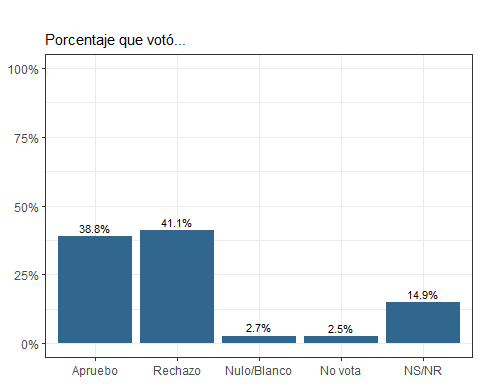 Porcentaje que votó...
100%
75%
50%
25%
0%
38.8%
41.1%
2.7%
2.5%
14.9%
Apruebo
Rechazo
Nulo/Blanco
No vota
NS/NR